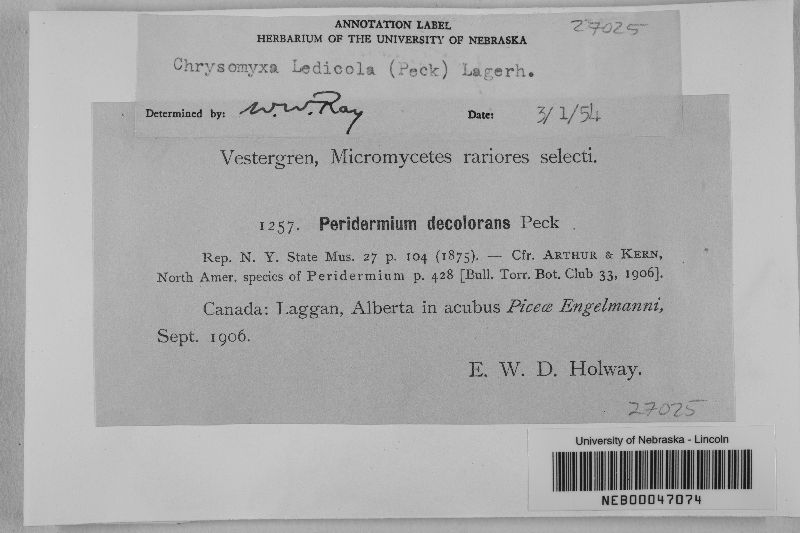 ANNOTATION LABEL
27025
HERBARIUM OF THE UNIVERSITY OF NEBRASKA
Chrysomyxa Ledicola (Peck) Lagerh.
Determined by: W.W. Ray Date: 3/1/54
Vestergren, Micromycetes rariores selecti.
1257. Peridermium decolorans Peck .
Rep. N. Y. State Mus. 27 p. 104 (1875). — Cfr. ARTHUR & KERN,
North Amer. species of Peridermium p. 428 [Bull. Torr. Bot. Club 33, 1906].
Canada: Laggan, Alberta in acubus Piceæ Engelmanni,
Sept. 1906.
E. W. D. Holway.
27025
University of Nebraska - Lincoln
NEB00047074